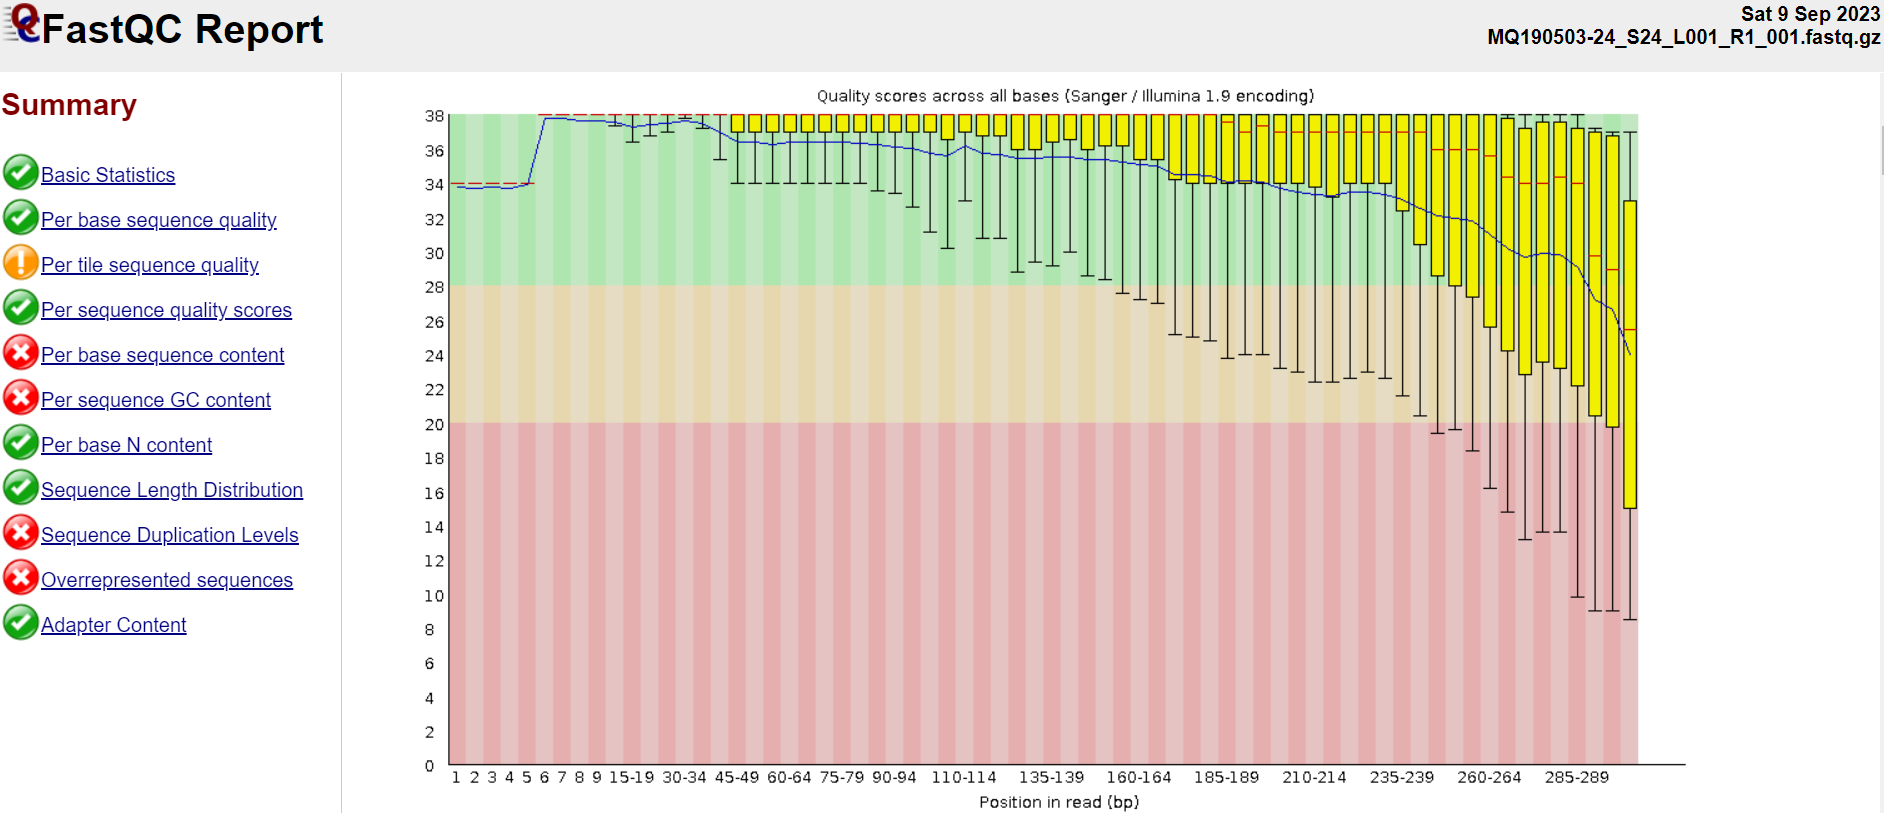 FastQC Report
Sat 9 Sep 2023
MQ190503-24_S24_L001_R1_001.fastq.gz
Summary
Basic Statistics
Per base sequence quality
Per tile sequence quality
Per sequence quality scores
Per base sequence content
Per sequence GC content
Per base N content
Sequence Length Distribution
Sequence Duplication Levels
Overrepresented sequences
Adapter Content
Quality scores across all bases (Sanger / Illumina 1.9 encoding)
38
36
34
32
30
28
26
24
22
20
18
16
14
12
10
8
6
4
2
0
1 2 3 4 5 6 7 8 9 15-19 30-34 45-49 60-64 75-79 90-94 110-114 135-139 160-164 185-189 210-214 235-239 260-264 285-289
Position in read (bp)